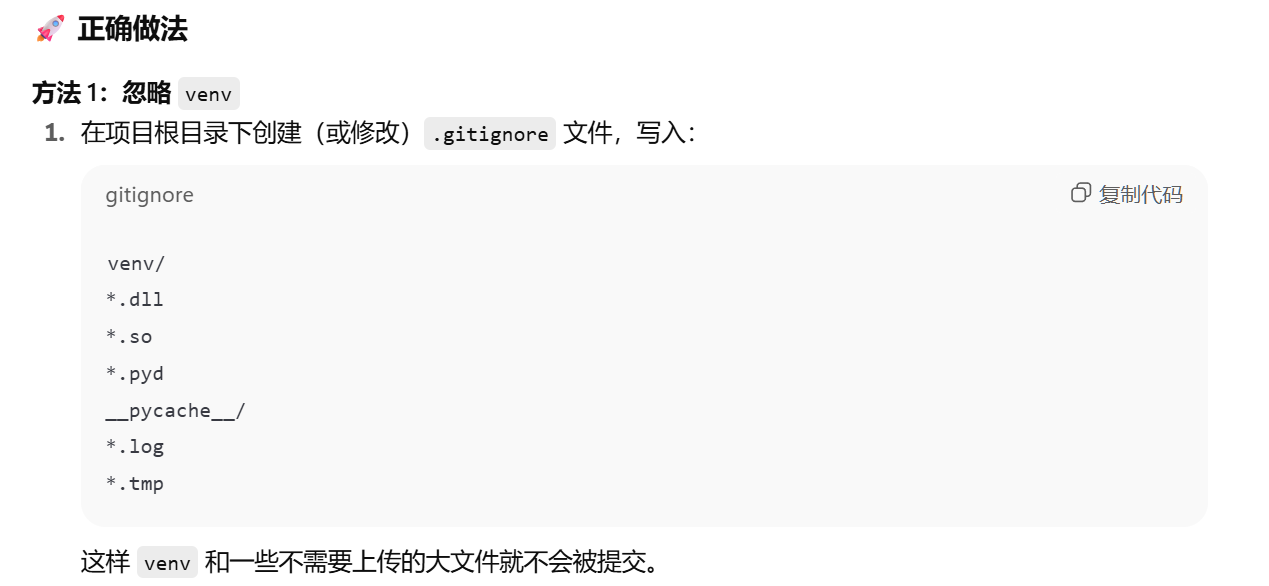 🚀 正确做法
方法 1：忽略 venv
1. 在项目根目录下创建（或修改） .gitignore 文件，写入：
gitignore 复制代码
venv/
*.dll
*.so
*.pyd
__pycache__/
*.log
*.tmp
这样 venv 和一些不需要上传的大文件就不会被提交。